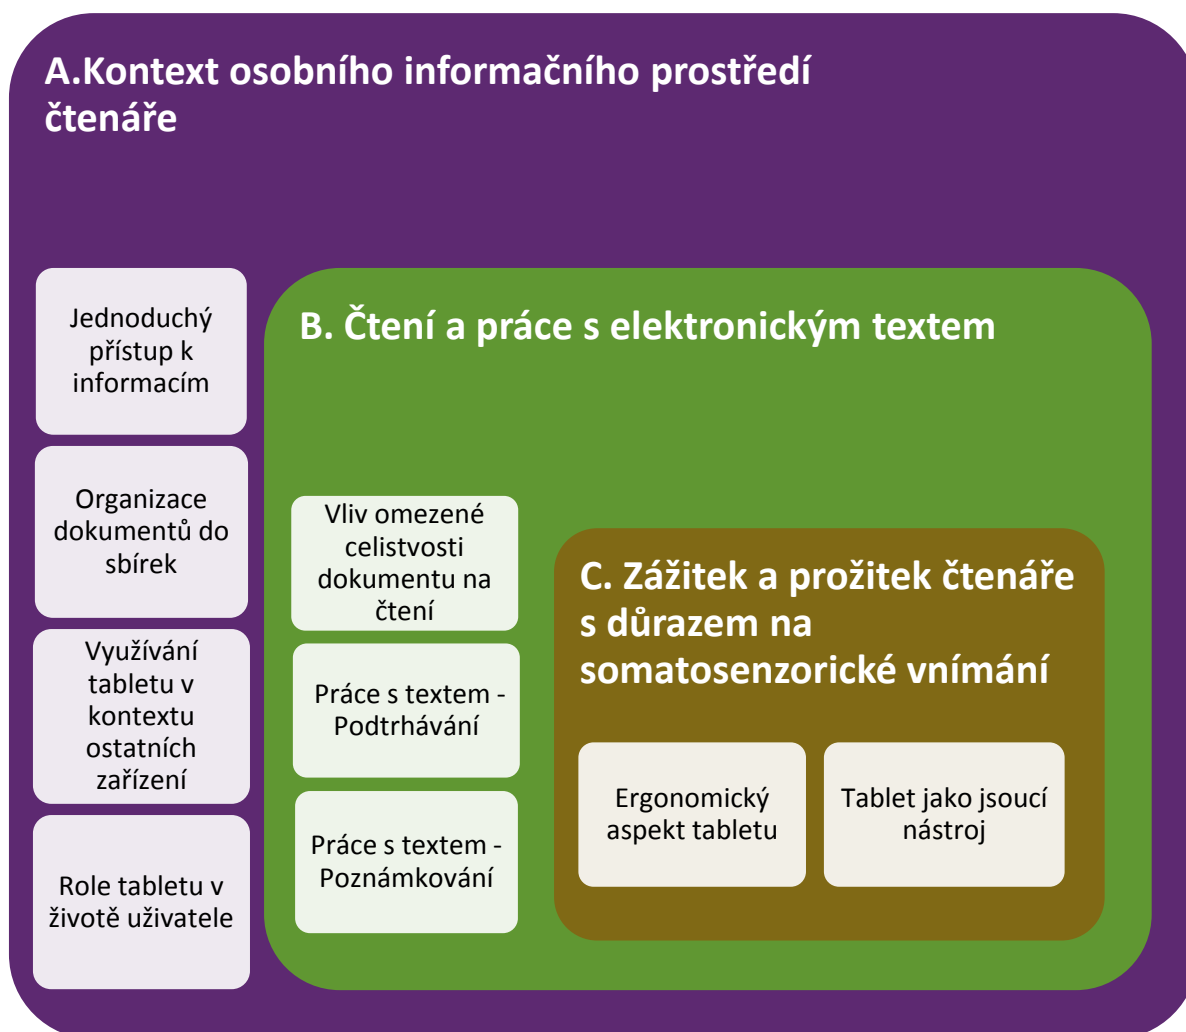 A.Kontext osobního informačního prostředí
čtenáře
Jednoduchý
přístup k
informacím
Organizace
dokumentů do
sbírek
Využívání
tabletu v
kontextu
ostatních
zařízení
Role tabletu v
životě uživatele
B. Čtení a práce s elektronickým textem
Vliv omezené
celistvosti
dokumentu na
čtení
Práce s textem -
Podtrhávání
Práce s textem -
Poznámkování
C. Zážitek a prožitek čtenáře
s důrazem na
somatosenzorické vnímání
Ergonomický
aspekt tabletu
Tablet jako jsoucí
nástroj